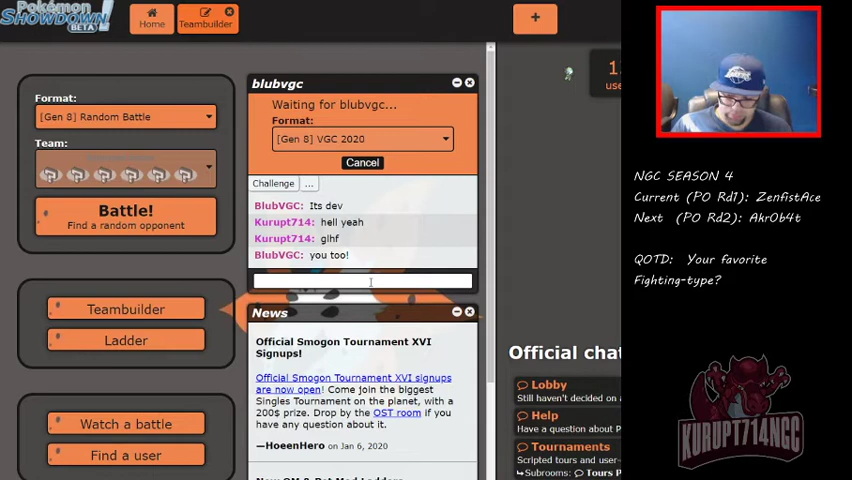 Pokémon
SHOWDOWN!
BETA
Home
Teambuilder
+
Format:
[Gen 8] Random Battle
Team:
Battle!
Find a random opponent
Teambuilder
Ladder
Watch a battle
Find a user
blubvgc
Waiting for blubvgc...
Format:
[Gen 8] VGC 2020
Cancel
Challenge ...
BlubVGC: Its dev
Kurupt714: hell yeah
Kurupt714: glhf
BlubVGC: you too!
News
Official Smogon Tournament XVI
Signups!
Official Smogon Tournament XVI signups
are now open! Come join the biggest
Singles Tournament on the planet, with a
200$ prize. Drop by the OST room if you
have any question about it.
—HoeenHero on Jan 6, 2020
Official chat
Lobby
Still haven't decided on
Help
Have a question about P
Tournaments
Scripted tours and user-
Subrooms: Tours P
NGC SEASON 4
Current (PO Rd1): ZenfistAce
Next (PO Rd2): Akr0b4t
QOTD: Your favorite
Fighting-type?
KURUPT714NGC